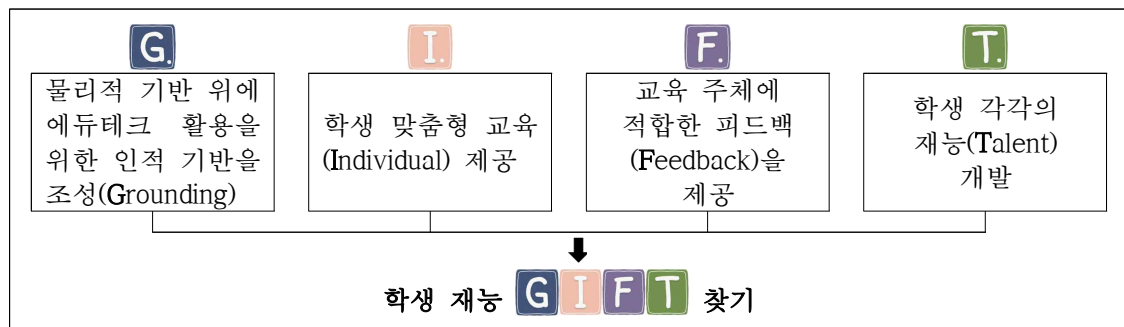 G.
물리적 기반 위에
에듀테크 활용을
위한 인적 기반을
조성(Grounding)
I.
학생 맞춤형 교육
(Individual) 제공
F.
교육 주체에
적합한 피드백
(Feedback)을
제공
T.
학생 각각의
재능(Talent)
개발
학생 재능 GIFT 찾기